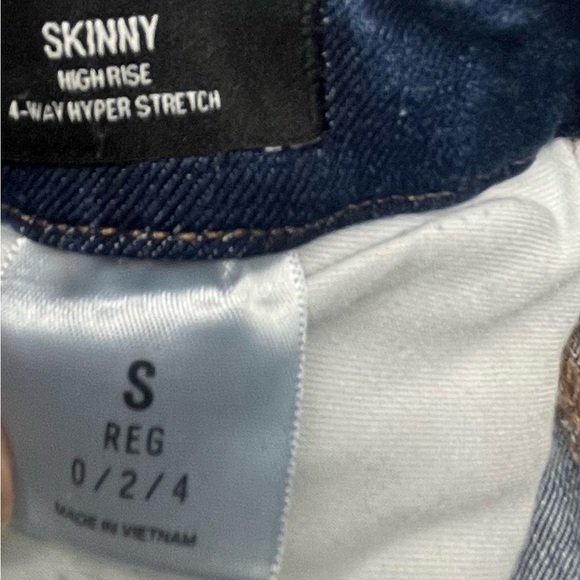 SKINNY
HIGH RISE
4-WAY HYPER STRETCH
S
REG
0/2/4
MADE IN VIETNAM